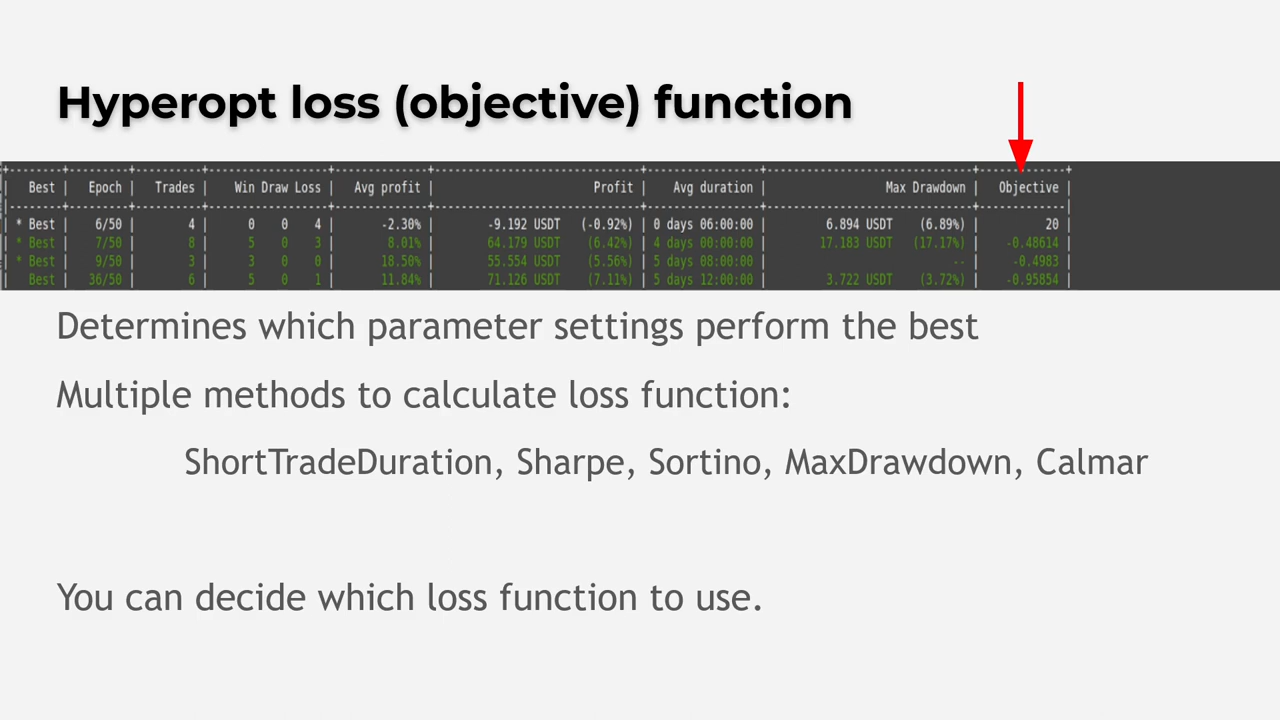 Hyperopt loss (objective) function
| Best | Epoch | Trades | Win Draw Loss | Avg profit | Profit | Avg duration | Max Drawdown | Objective |
| * Best | 6/50 | 4 | 0 0 4 | -2.30% | -9.192 USDT (-0.92%) | 0 days 06:00:00 | 6.894 USDT (6.89%) | 20 |
| * Best | 7/50 | 8 | 5 0 3 | 8.01% | 64.179 USDT (6.42%) | 4 days 00:00:00 | 17.183 USDT (17.17%) | -0.48614 |
| * Best | 9/50 | 3 | 3 0 0 | 18.50% | 55.554 USDT (5.56%) | 5 days 08:00:00 | -- | -0.4983 |
| Best | 36/50 | 6 | 5 0 1 | 11.84% | 71.126 USDT (7.11%) | 5 days 12:00:00 | 3.722 USDT (3.72%) | -0.95854 |
Determines which parameter settings perform the best
Multiple methods to calculate loss function:
ShortTradeDuration, Sharpe, Sortino, MaxDrawdown, Calmar
You can decide which loss function to use.